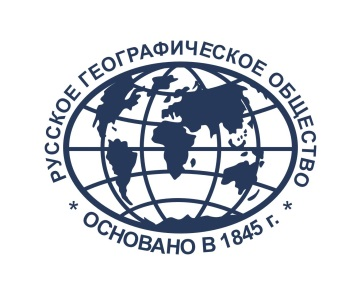 РУССКОЕ ГЕОГРАФИЧЕСКОЕ ОБЩЕСТВО
* ОСНОВАНО В 1845 г. *